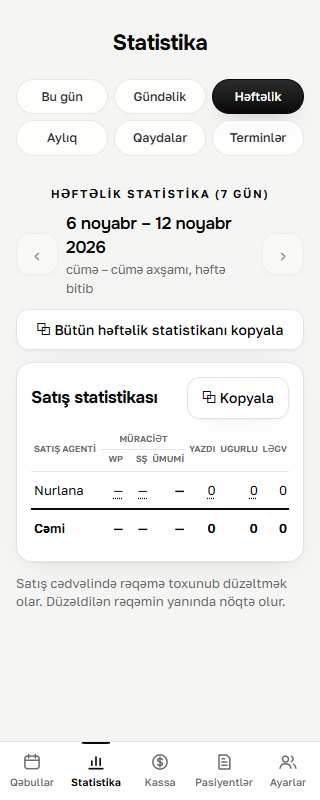 Statistika
Bu gün Gündəlik Həftəlik
Aylıq Qaydalar Terminlər
HƏFTƏLİK STATİSTİKA (7 GÜN)
6 noyabr – 12 noyabr
2026
cümə – cümə axşamı, həftə
bitib
Bütün həftəlik statistikanı kopyala
Satış statistikası Kopyala
SATIŞ AGENTİ MÜRACİƏT YAZDI UGURLU LƏGV
WP SŞ ÜMUMİ
Nurlana — — — 0 0 0
Cəmi — — — 0 0 0
Satış cədvəlində rəqəmə toxunub düzəltmək
olar. Düzəldilən rəqəmin yanında nöqtə olur.
Qəbullar Statistika Kassa Pasiyentlər Ayarlar